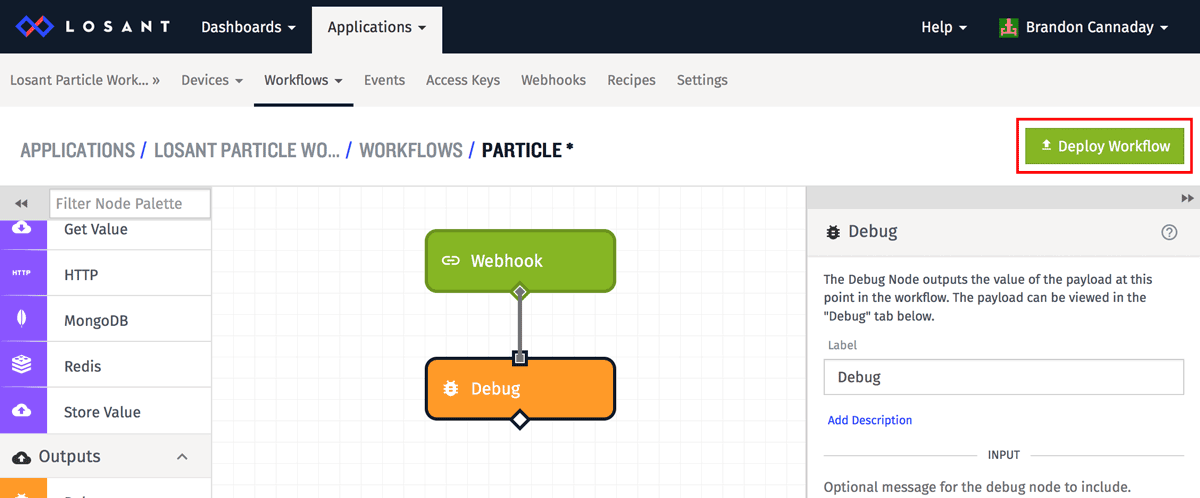 LOSANT Dashboards Applications Help Brandon Cannaday
Losant Particle Work... » Devices Workflows Events Access Keys Webhooks Recipes Settings
APPLICATIONS / LOSANT PARTICLE WO... / WORKFLOWS / PARTICLE *
Deploy Workflow
Filter Node Palette
Get Value
HTTP HTTP
MongoDB
Redis
Store Value
Outputs
Webhook
Debug
Debug
The Debug Node outputs the value of the payload at this
point in the workflow. The payload can be viewed in the
"Debug" tab below.
Label
Debug
Add Description
INPUT
Optional message for the debug node to include.